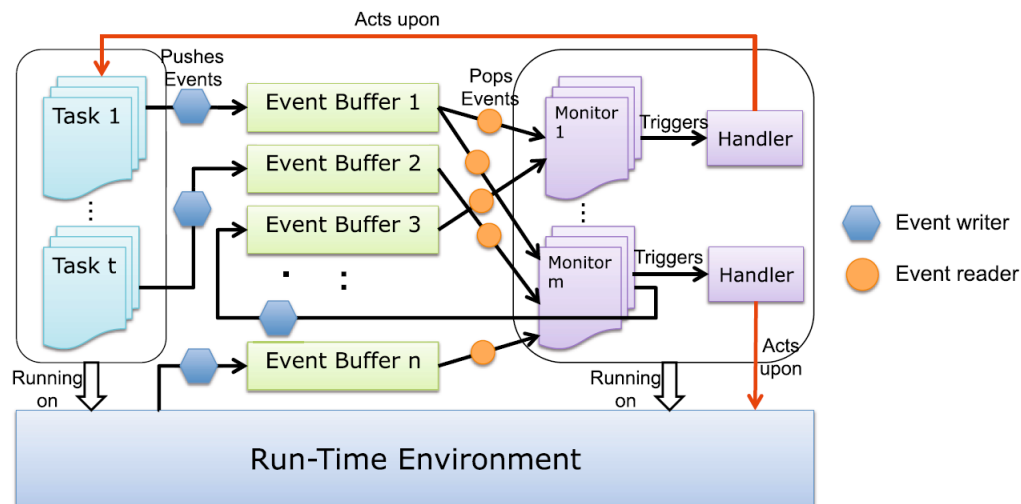 Acts upon
Pushes
Events
Pops
Events
Task 1
Event Buffer 1
Monitor
1
Triggers
Handler
Event Buffer 2
Event Buffer 3
Event writer
Task t
Monitor
m
Triggers
Handler
Event reader
Event Buffer n
Acts
upon
Running
on
Running
on
Run-Time Environment